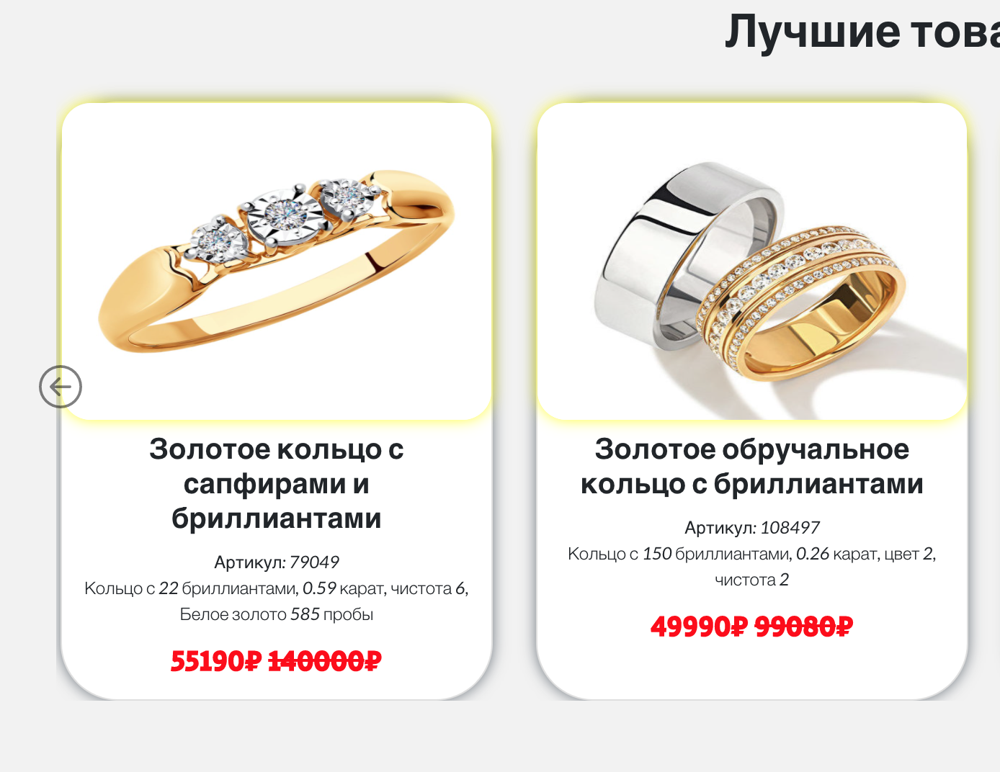 Лучшие това
Золотое кольцо с
сапфирами и
бриллиантами
Артикул: 79049
Кольцо с 22 бриллиантами, 0.59 карат, чистота 6,
Белое золото 585 пробы
55190₽ 140000₽
Золотое обручальное
кольцо с бриллиантами
Артикул: 108497
Кольцо с 150 бриллиантами, 0.26 карат, цвет 2,
чистота 2
49990₽ 99080₽